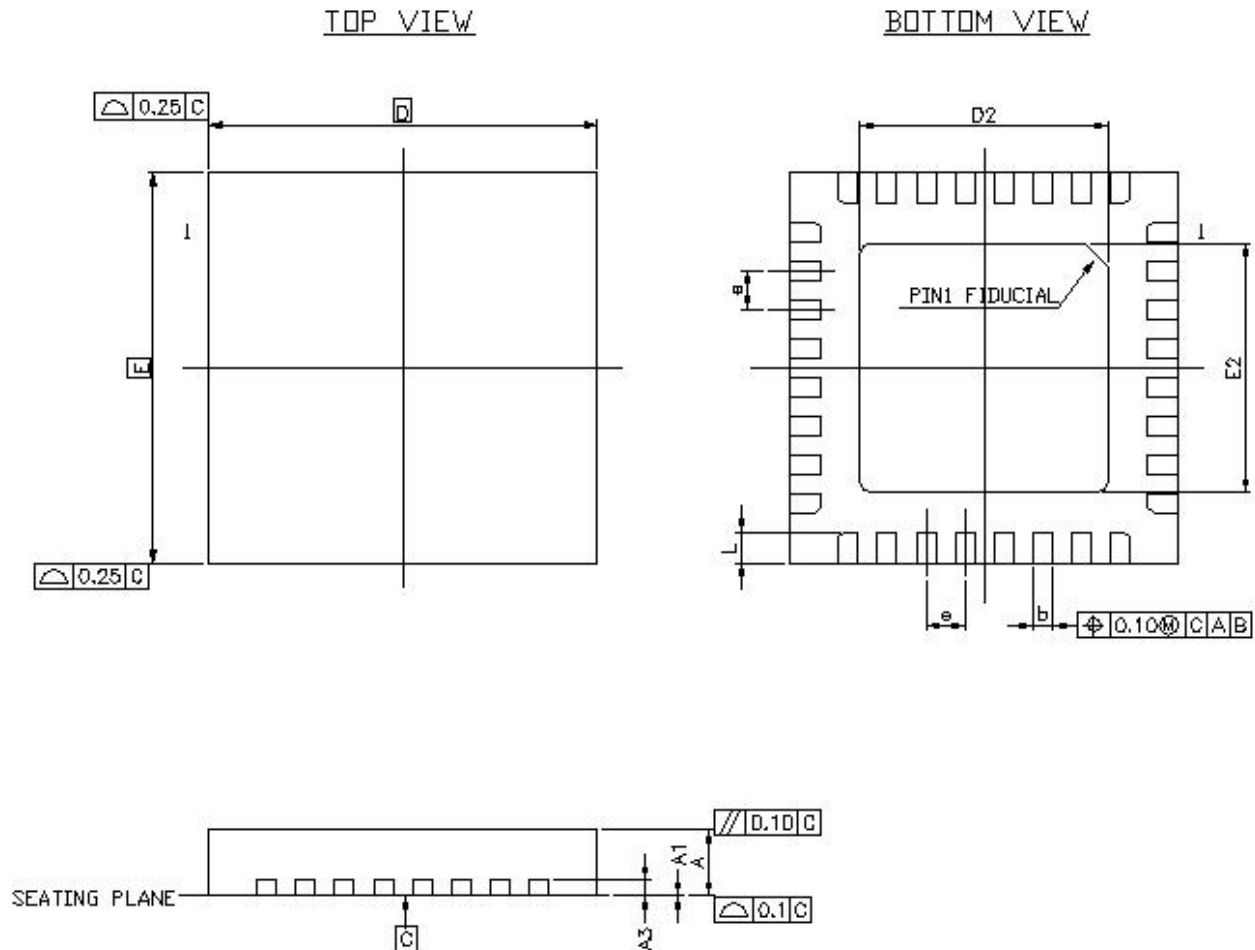 TOP VIEW
BOTTOM VIEW
⌓ 0.25 C
D
D2
1
1
e
PIN1 FIDUCIAL
E
E2
L
⌓ 0.25 C
e
b
⌖ 0.10Ⓜ C A B
// 0.10 C
A1
A
SEATING PLANE
⌓ 0.1 C
C
A3